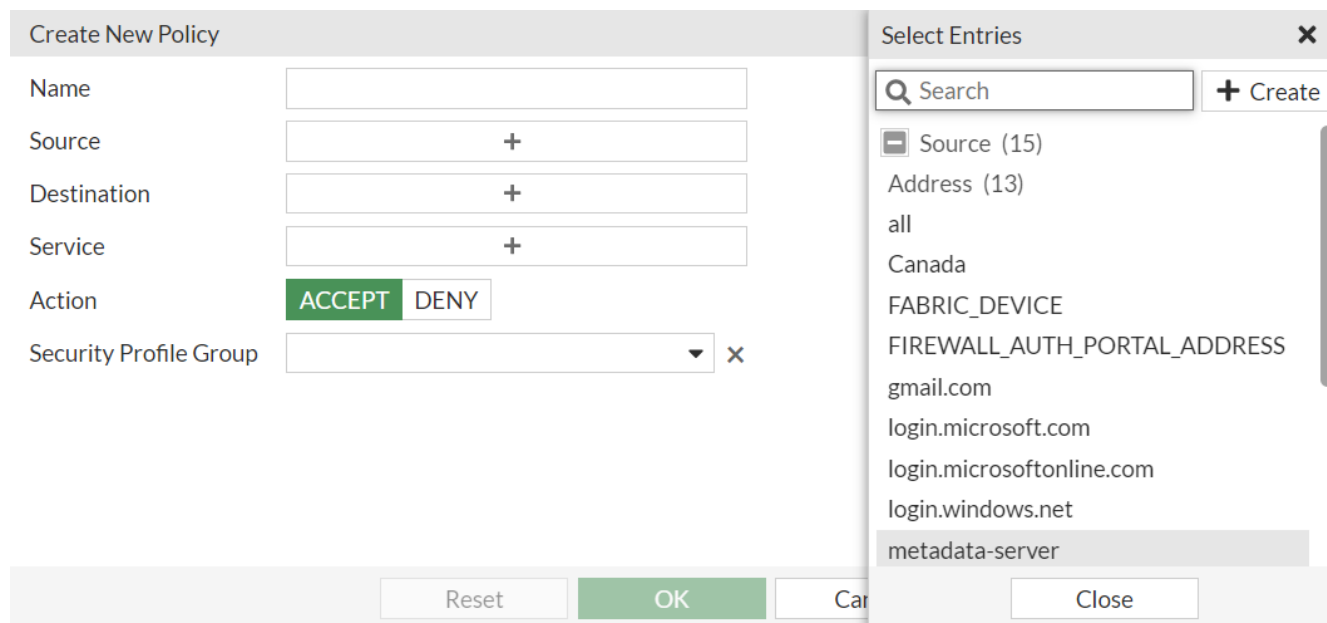 Create New Policy
Name
Source +
Destination +
Service +
Action ACCEPT DENY
Security Profile Group
Reset OK Can
Select Entries
Search + Create
Source (15)
Address (13)
all
Canada
FABRIC_DEVICE
FIREWALL_AUTH_PORTAL_ADDRESS
gmail.com
login.microsoft.com
login.microsoftonline.com
login.windows.net
metadata-server
Close